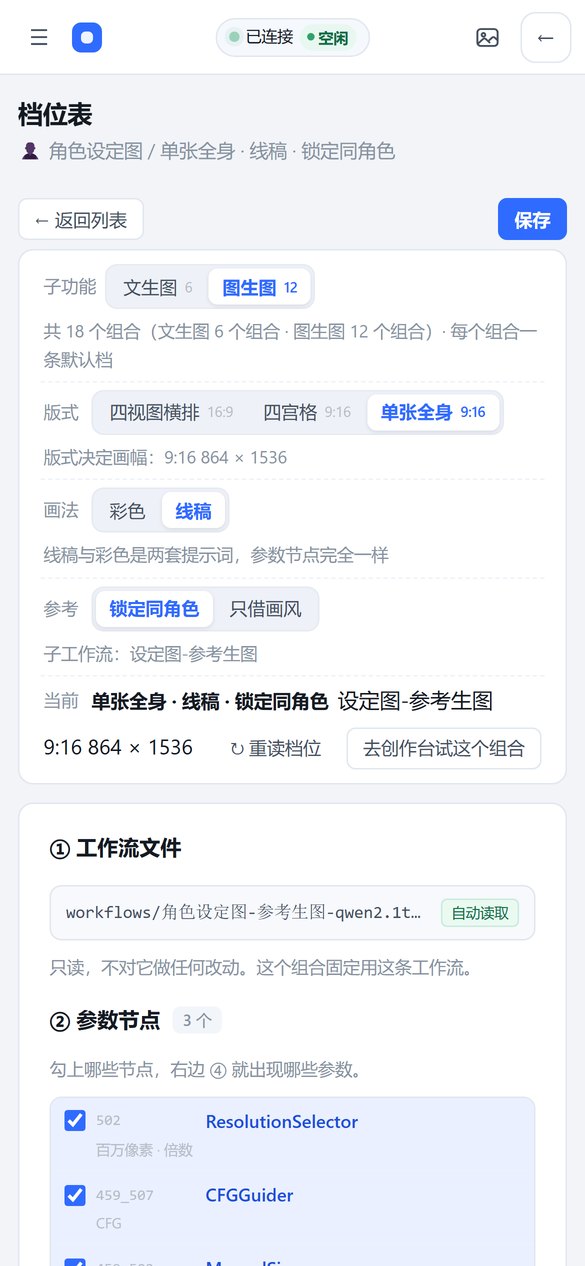 已连接 空闲 ←
档位表
角色设定图 / 单张全身 · 线稿 · 锁定同角色
← 返回列表 保存
子功能 文生图 6 图生图 12
共 18 个组合（文生图 6 个组合 · 图生图 12 个组合）· 每个组合一
条默认档
版式 四视图横排 16:9 四宫格 9:16 单张全身 9:16
版式决定画幅：9:16 864 × 1536
画法 彩色 线稿
线稿与彩色是两套提示词，参数节点完全一样
参考 锁定同角色 只借画风
子工作流：设定图-参考生图
当前 单张全身 · 线稿 · 锁定同角色 设定图-参考生图
9:16 864 × 1536 ↻ 重读档位 去创作台试这个组合
① 工作流文件
workflows/角色设定图-参考生图-qwen2.1t… 自动读取
只读，不对它做任何改动。这个组合固定用这条工作流。
② 参数节点 3 个
勾上哪些节点，右边 ④ 就出现哪些参数。
502 ResolutionSelector
百万像素 · 倍数
459_507 CFGGuider
CFG